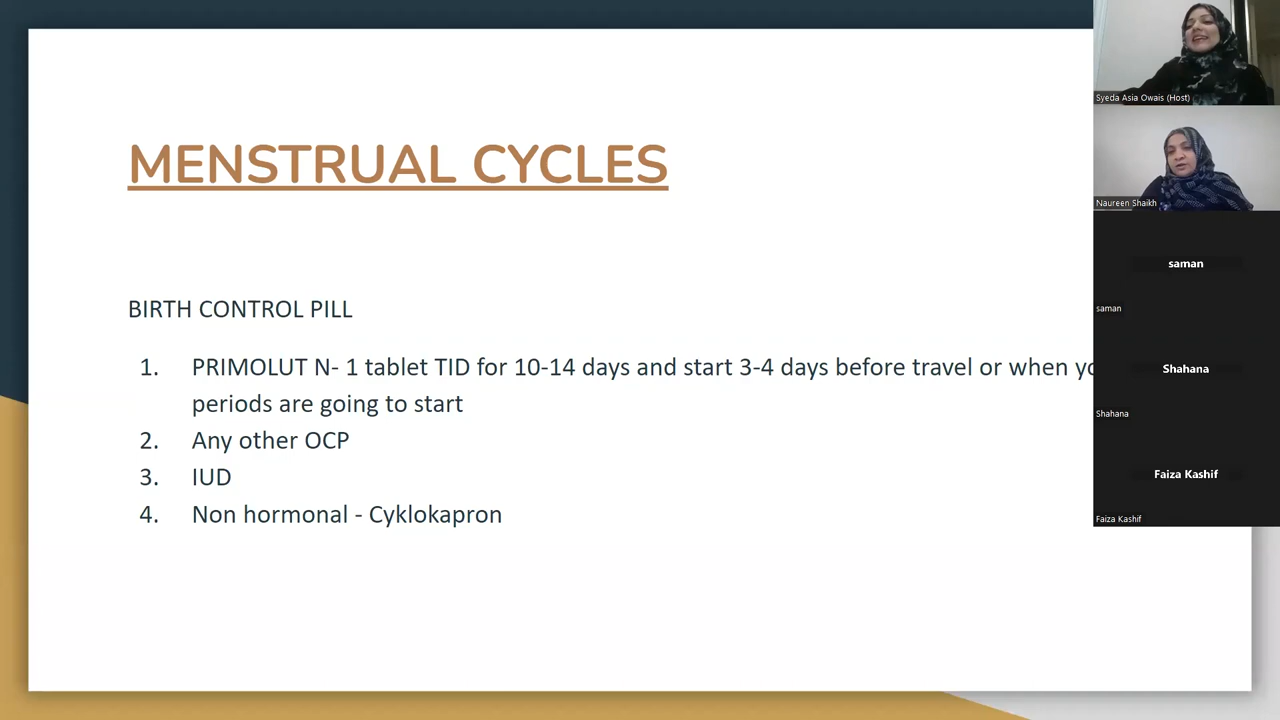 MENSTRUAL CYCLES
BIRTH CONTROL PILL
1. PRIMOLUT N- 1 tablet TID for 10-14 days and start 3-4 days before travel or when
periods are going to start
2. Any other OCP
3. IUD
4. Non hormonal - Cyklokapron
Syeda Asia Owais (Host)
Naureen Shaikh
saman
saman
Shahana
Shahana
Faiza Kashif
Faiza Kashif